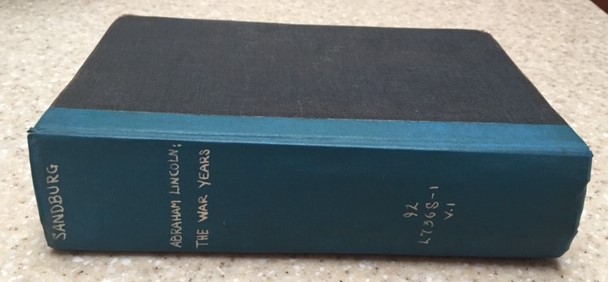 SANDBURG
ABRAHAM LINCOLN;
THE WAR YEARS
92
L7368-1
V.1